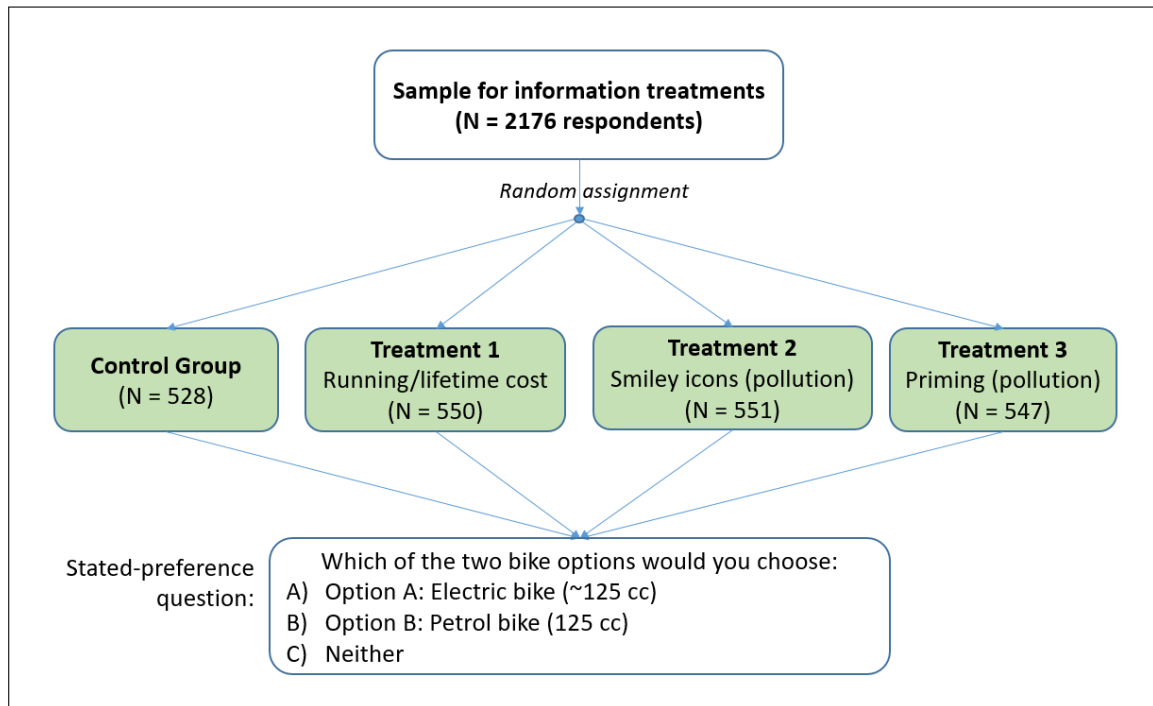 Sample for information treatments
(N = 2176 respondents)
Random assignment
Control Group
(N = 528)
Treatment 1
Running/lifetime cost
(N = 550)
Treatment 2
Smiley icons (pollution)
(N = 551)
Treatment 3
Priming (pollution)
(N = 547)
Stated-preference
question:
Which of the two bike options would you choose:
A) Option A: Electric bike (~125 cc)
B) Option B: Petrol bike (125 cc)
C) Neither